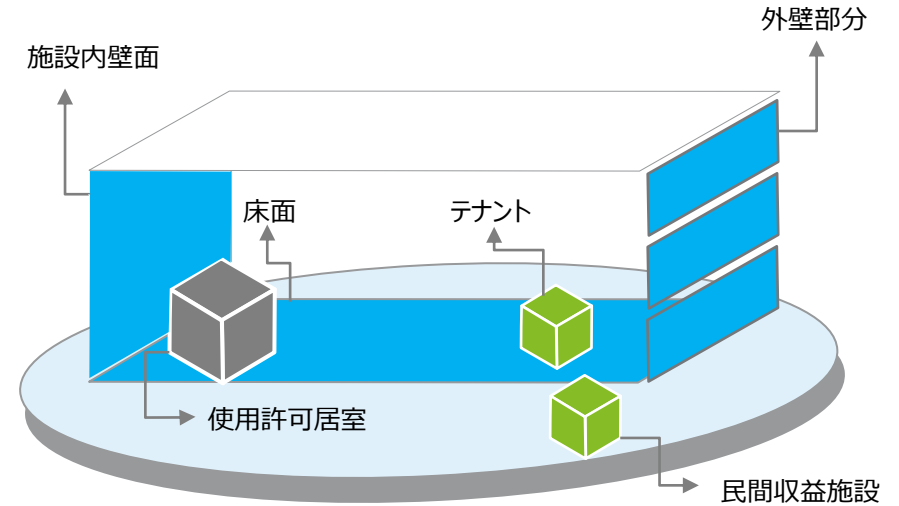 外壁部分
施設内壁面
床面
テナント
使用許可居室
民間収益施設